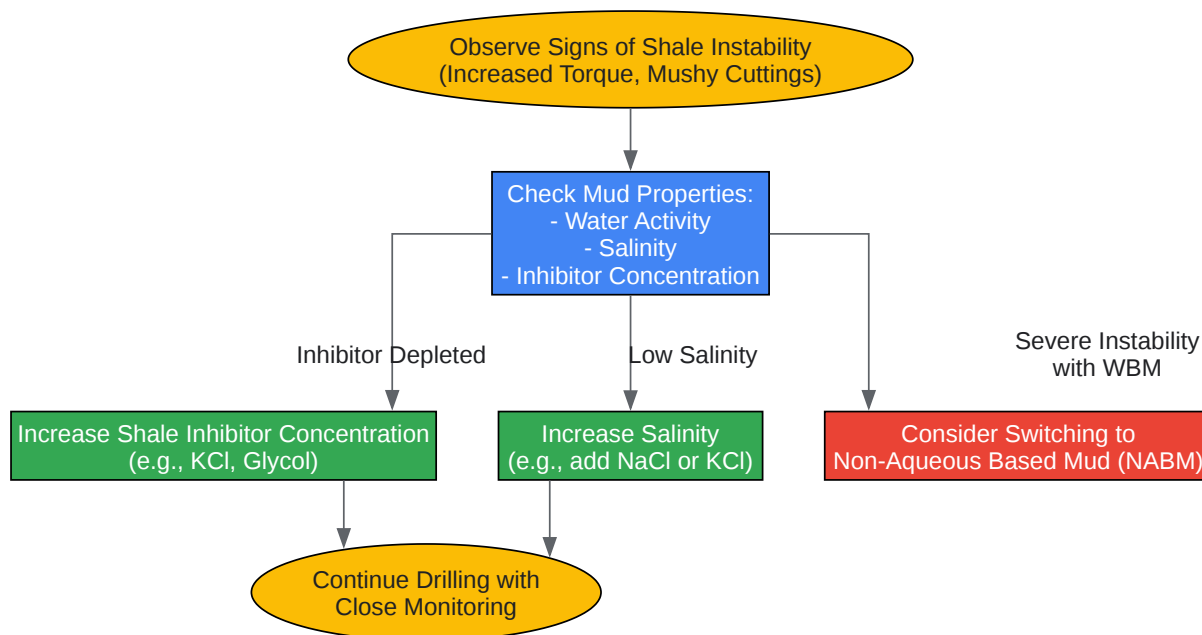 Observe Signs of Shale Instability
(Increased Torque, Mushy Cuttings)
Check Mud Properties:
- Water Activity
- Salinity
- Inhibitor Concentration
Inhibitor Depleted
Low Salinity
Severe Instability
with WBM
Increase Shale Inhibitor Concentration
(e.g., KCl, Glycol)
Increase Salinity
(e.g., add NaCl or KCl)
Consider Switching to
Non-Aqueous Based Mud (NABM)
Continue Drilling with
Close Monitoring